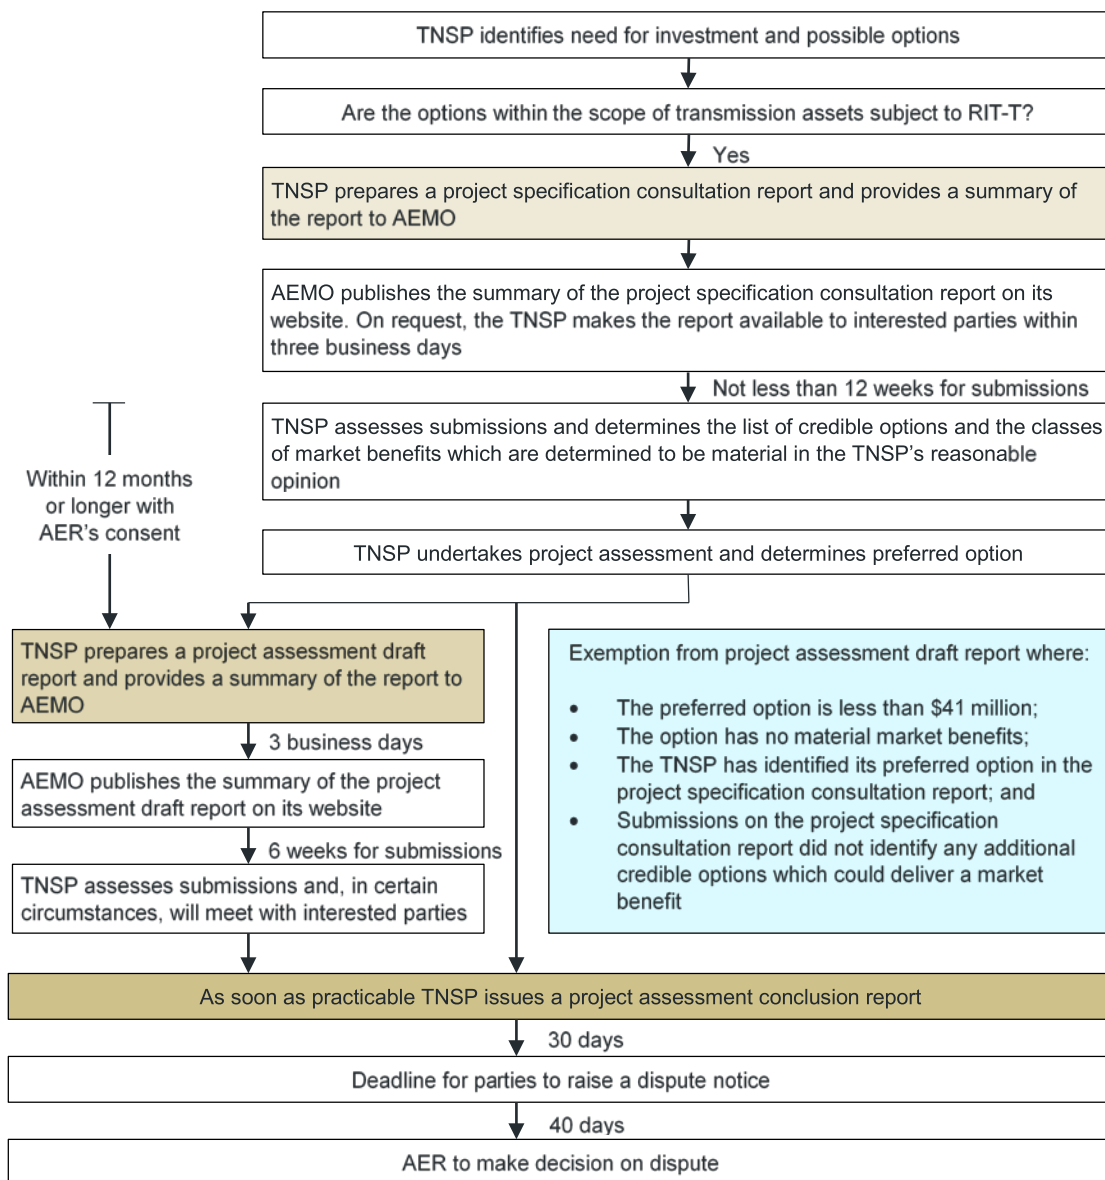 TNSP identifies need for investment and possible options
Are the options within the scope of transmission assets subject to RIT-T?
Yes
TNSP prepares a project specification consultation report and provides a summary of
the report to AEMO
AEMO publishes the summary of the project specification consultation report on its
website. On request, the TNSP makes the report available to interested parties within
three business days
Not less than 12 weeks for submissions
TNSP assesses submissions and determines the list of credible options and the classes
of market benefits which are determined to be material in the TNSP's reasonable
opinion
Within 12 months
or longer with
AER's consent
TNSP undertakes project assessment and determines preferred option
TNSP prepares a project assessment draft
report and provides a summary of the report to
AEMO
3 business days
AEMO publishes the summary of the project
assessment draft report on its website
6 weeks for submissions
TNSP assesses submissions and, in certain
circumstances, will meet with interested parties
Exemption from project assessment draft report where:
• The preferred option is less than $41 million;
• The option has no material market benefits;
• The TNSP has identified its preferred option in the
project specification consultation report; and
• Submissions on the project specification
consultation report did not identify any additional
credible options which could deliver a market
benefit
As soon as practicable TNSP issues a project assessment conclusion report
30 days
Deadline for parties to raise a dispute notice
40 days
AER to make decision on dispute